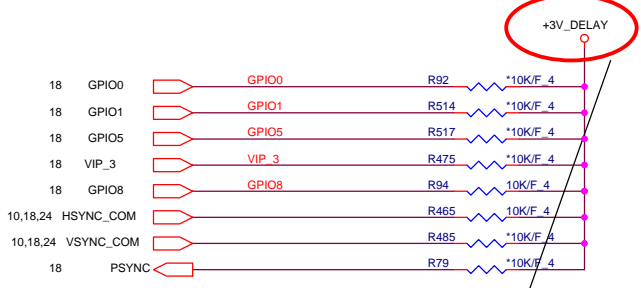 +3V_DELAY
18 GPIO0 GPIO0 R92 *10K/F_4
18 GPIO1 GPIO1 R514 *10K/F_4
18 GPIO5 GPIO5 R517 *10K/F_4
18 VIP_3 VIP_3 R475 *10K/F_4
18 GPIO8 GPIO8 R94 10K/F_4
10,18,24 HSYNC_COM R465 10K/F_4
10,18,24 VSYNC_COM R485 *10K/F_4
18 PSYNC R79 *10K/F_4